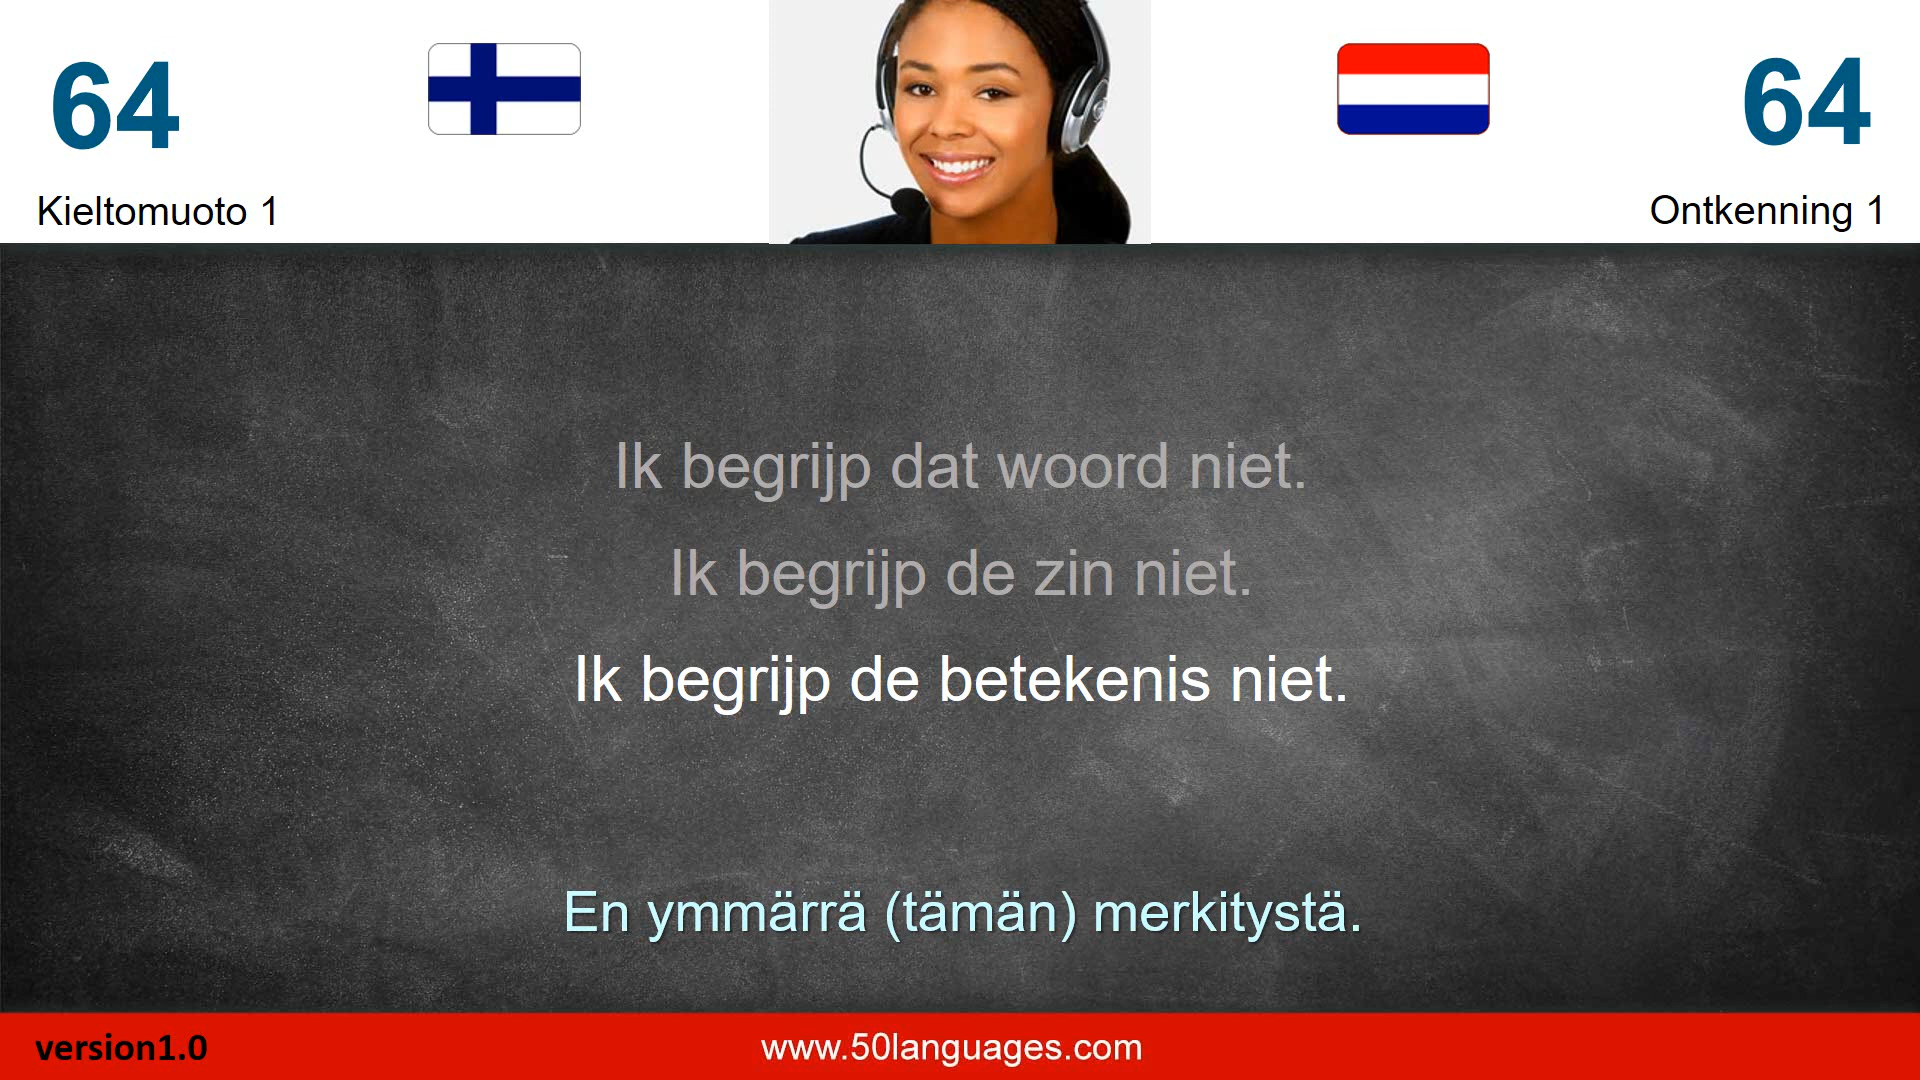 64
64
Kieltomuoto 1
Ontkenning 1
Ik begrijp dat woord niet.
Ik begrijp de zin niet.
Ik begrijp de betekenis niet.
En ymmärrä (tämän) merkitystä.
version1.0
www.50languages.com